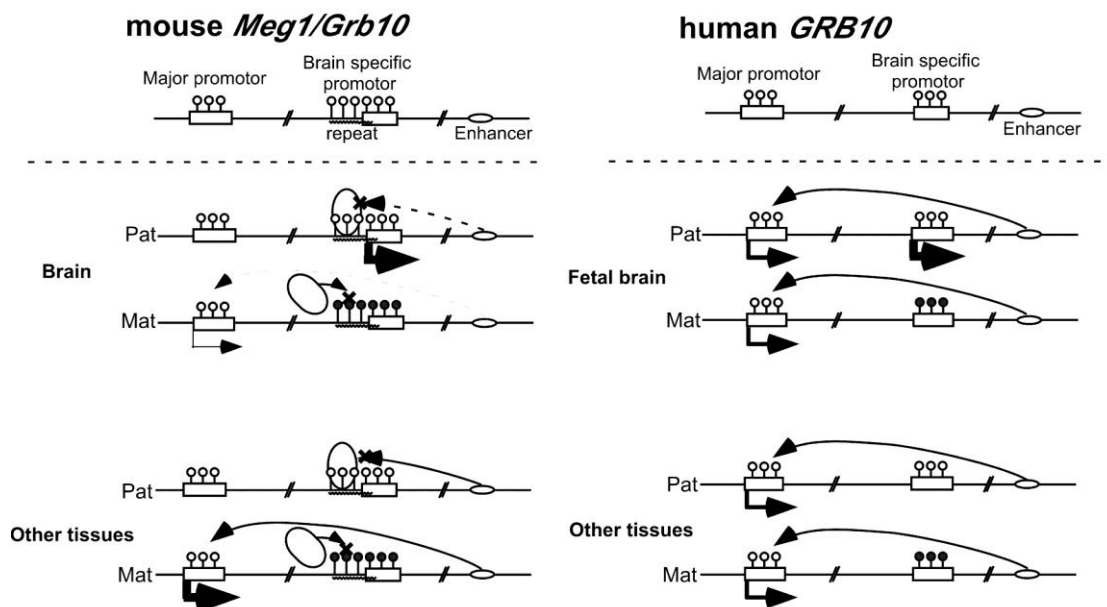 mouse Meg1/Grb10
Major promotor
Brain specific
promotor
repeat
Enhancer
Pat
Brain
Mat
Pat
Other tissues
Mat
human GRB10
Major promotor
Brain specific
promotor
Enhancer
Pat
Fetal brain
Mat
Pat
Other tissues
Mat